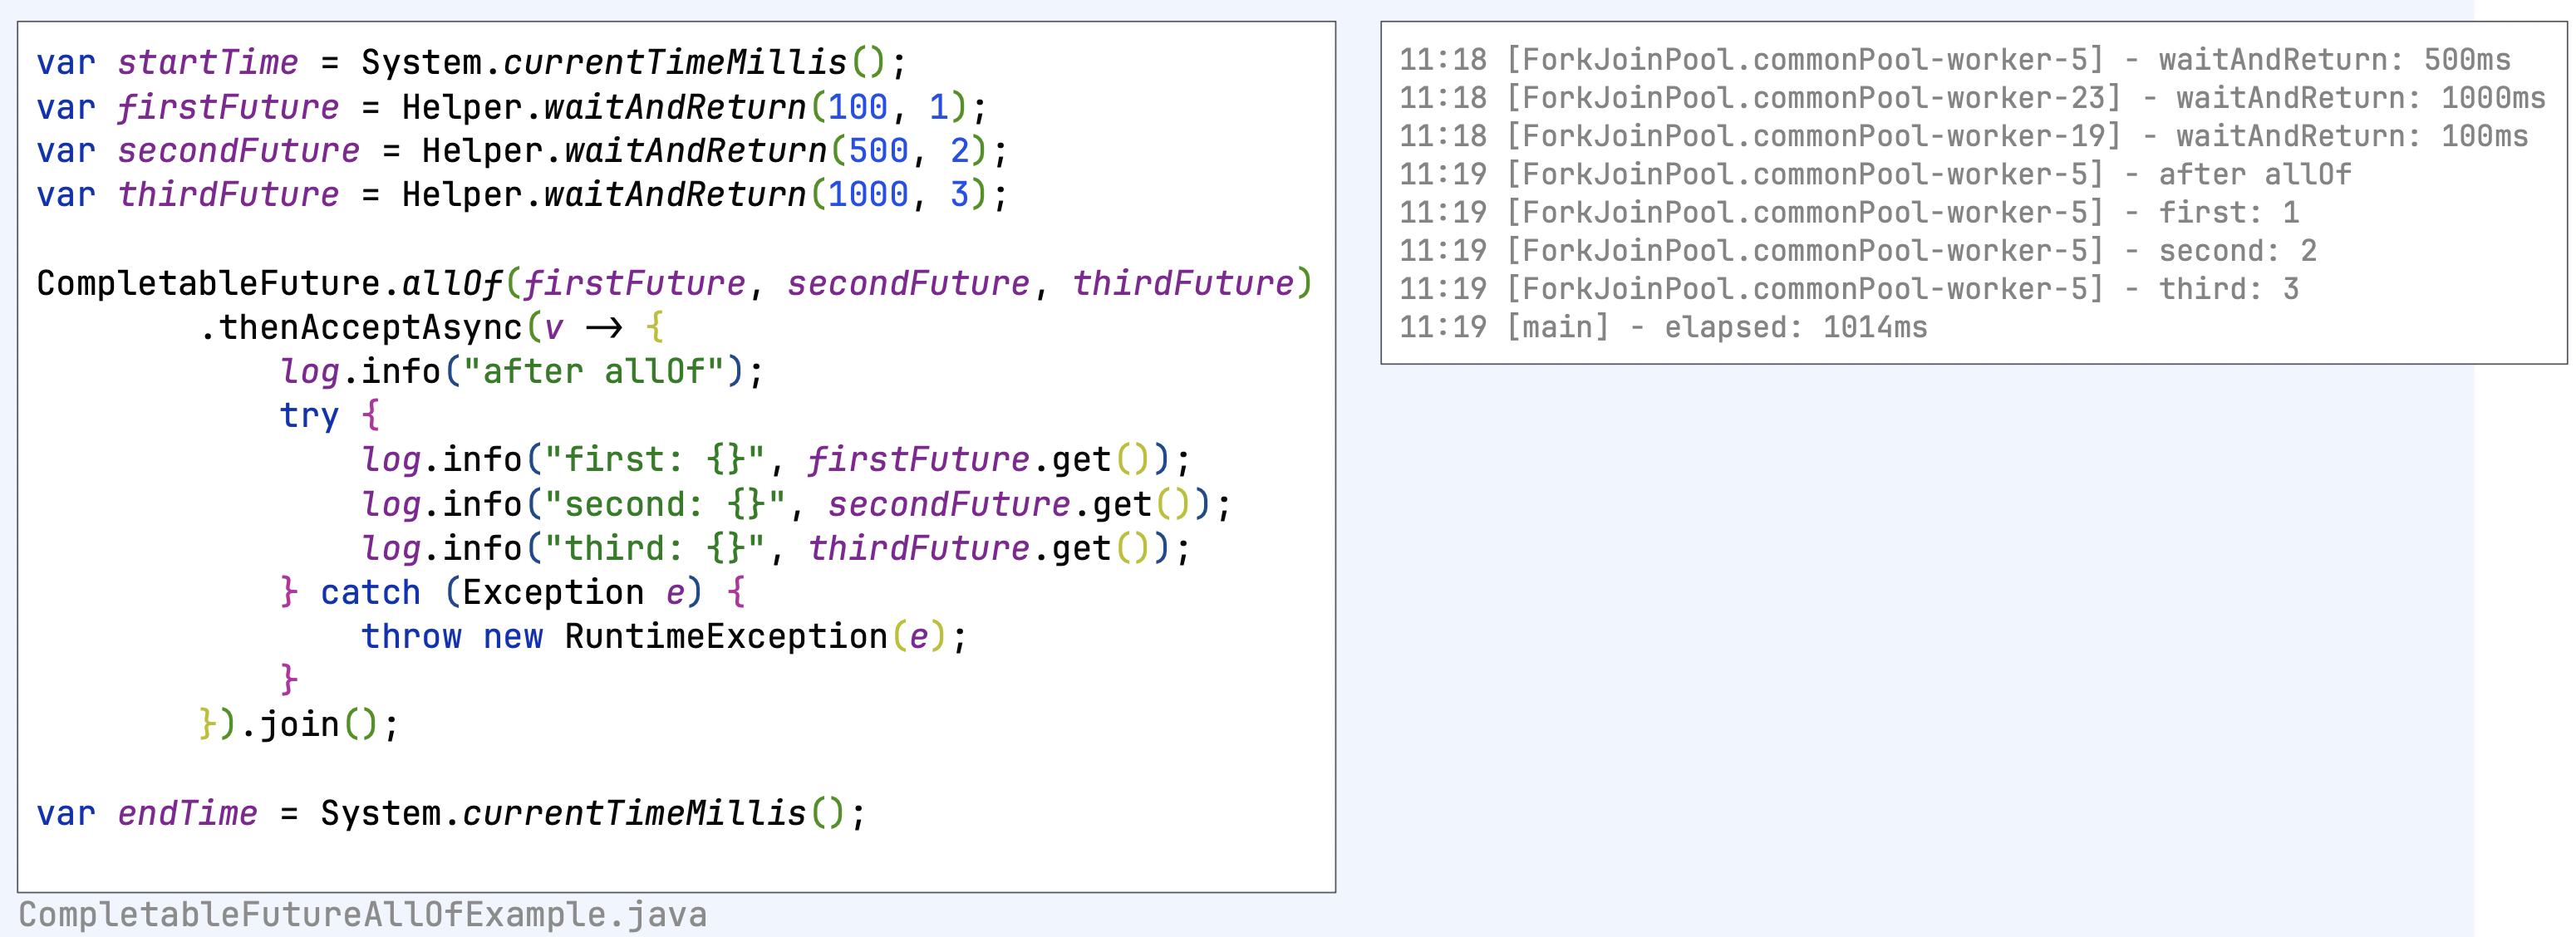 var startTime = System.currentTimeMillis();
var firstFuture = Helper.waitAndReturn(100, 1);
var secondFuture = Helper.waitAndReturn(500, 2);
var thirdFuture = Helper.waitAndReturn(1000, 3);

CompletableFuture.allOf(firstFuture, secondFuture, thirdFuture)
        .thenAcceptAsync(v → {
            log.info("after allOf");
            try {
                log.info("first: {}", firstFuture.get());
                log.info("second: {}", secondFuture.get());
                log.info("third: {}", thirdFuture.get());
            } catch (Exception e) {
                throw new RuntimeException(e);
            }
        }).join();

var endTime = System.currentTimeMillis();
CompletableFutureAllOfExample.java
11:18 [ForkJoinPool.commonPool-worker-5] - waitAndReturn: 500ms
11:18 [ForkJoinPool.commonPool-worker-23] - waitAndReturn: 1000ms
11:18 [ForkJoinPool.commonPool-worker-19] - waitAndReturn: 100ms
11:19 [ForkJoinPool.commonPool-worker-5] - after allOf
11:19 [ForkJoinPool.commonPool-worker-5] - first: 1
11:19 [ForkJoinPool.commonPool-worker-5] - second: 2
11:19 [ForkJoinPool.commonPool-worker-5] - third: 3
11:19 [main] - elapsed: 1014ms